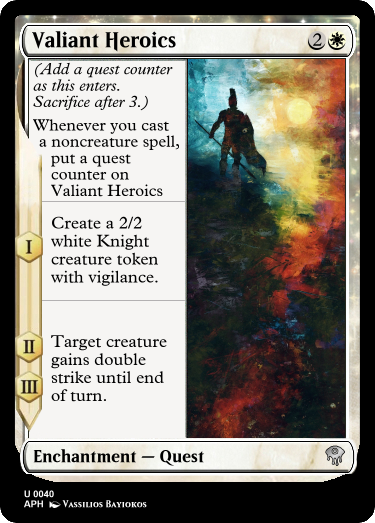 Valiant Heroics
2
(Add a quest counter
as this enters.
Sacrifice after 3.)
Whenever you cast
a noncreature spell,
put a quest
counter on
Valiant Heroics
I
Create a 2/2
white Knight
creature token
with vigilance.
II
III
Target creature
gains double
strike until end
of turn.
Enchantment — Quest
U 0040
APH Vassilios Bayiokos